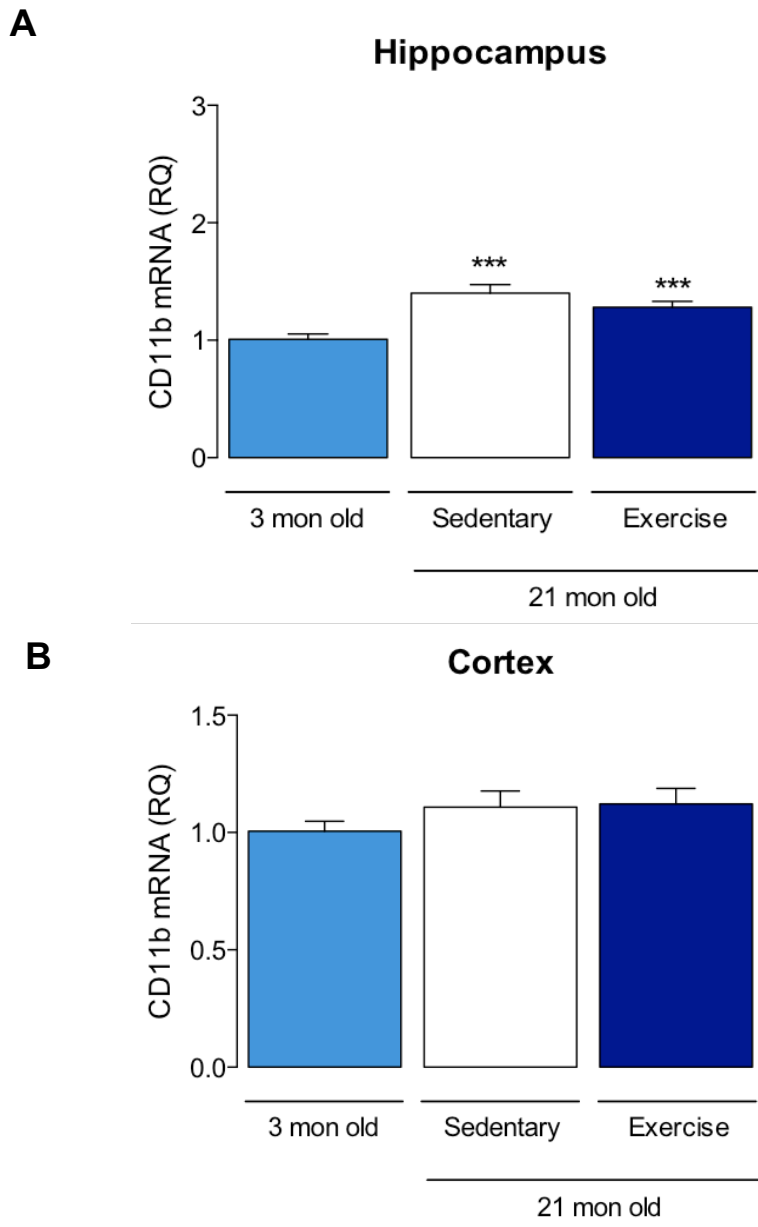 A
Hippocampus
3
2
1
0
CD11b mRNA (RQ)
***
***
3 mon old
Sedentary
Exercise
21 mon old
B
Cortex
1.5
1.0
0.5
0.0
CD11b mRNA (RQ)
3 mon old
Sedentary
Exercise
21 mon old